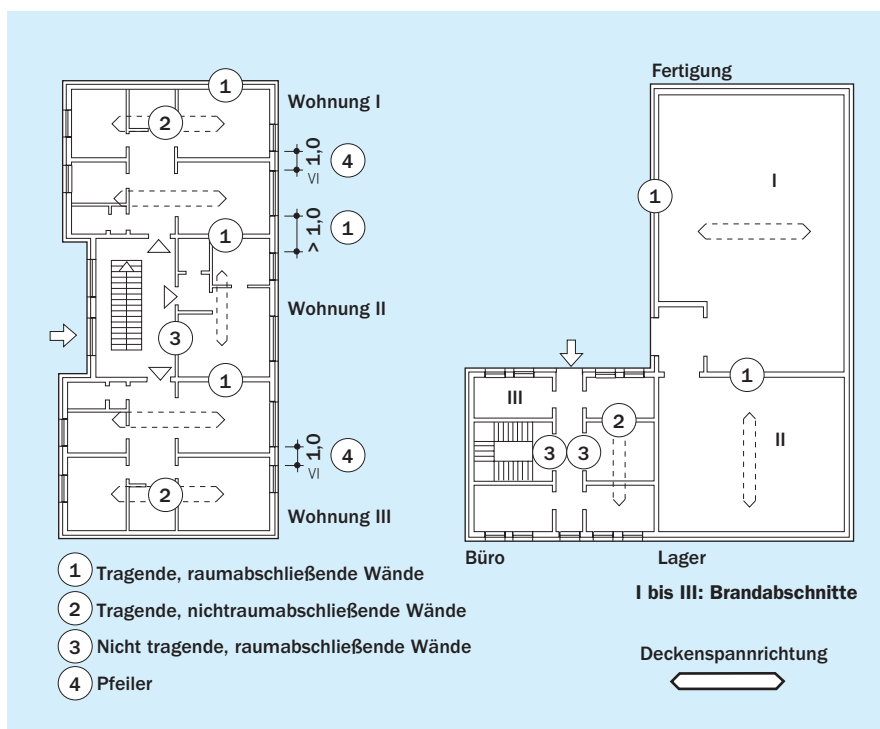 Fertigung
1
Wohnung I
2
1,0
VI
4
I
1
> 1,0
1
1
Wohnung II
3
1
1
III
2
II
3
3
1,0
VI
4
2
Wohnung III
Büro
Lager
1 Tragende, raumabschließende Wände
2 Tragende, nichtraumabschließende Wände
3 Nicht tragende, raumabschließende Wände
4 Pfeiler
I bis III: Brandabschnitte
Deckenspannrichtung